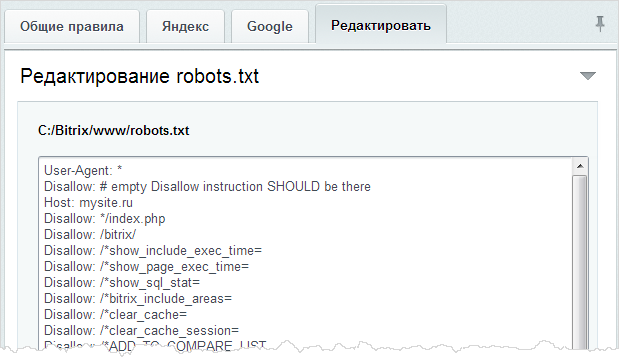 Общие правила
Яндекс
Google
Редактировать
Редактирование robots.txt
C:/Bitrix/www/robots.txt
User-Agent: *
Disallow: # empty Disallow instruction SHOULD be there
Host: mysite.ru
Disallow: */index.php
Disallow: /bitrix/
Disallow: /*show_include_exec_time=
Disallow: /*show_page_exec_time=
Disallow: /*show_sql_stat=
Disallow: /*bitrix_include_areas=
Disallow: /*clear_cache=
Disallow: /*clear_cache_session=
Disallow: /*ADD_TO_COMPARE_LIST